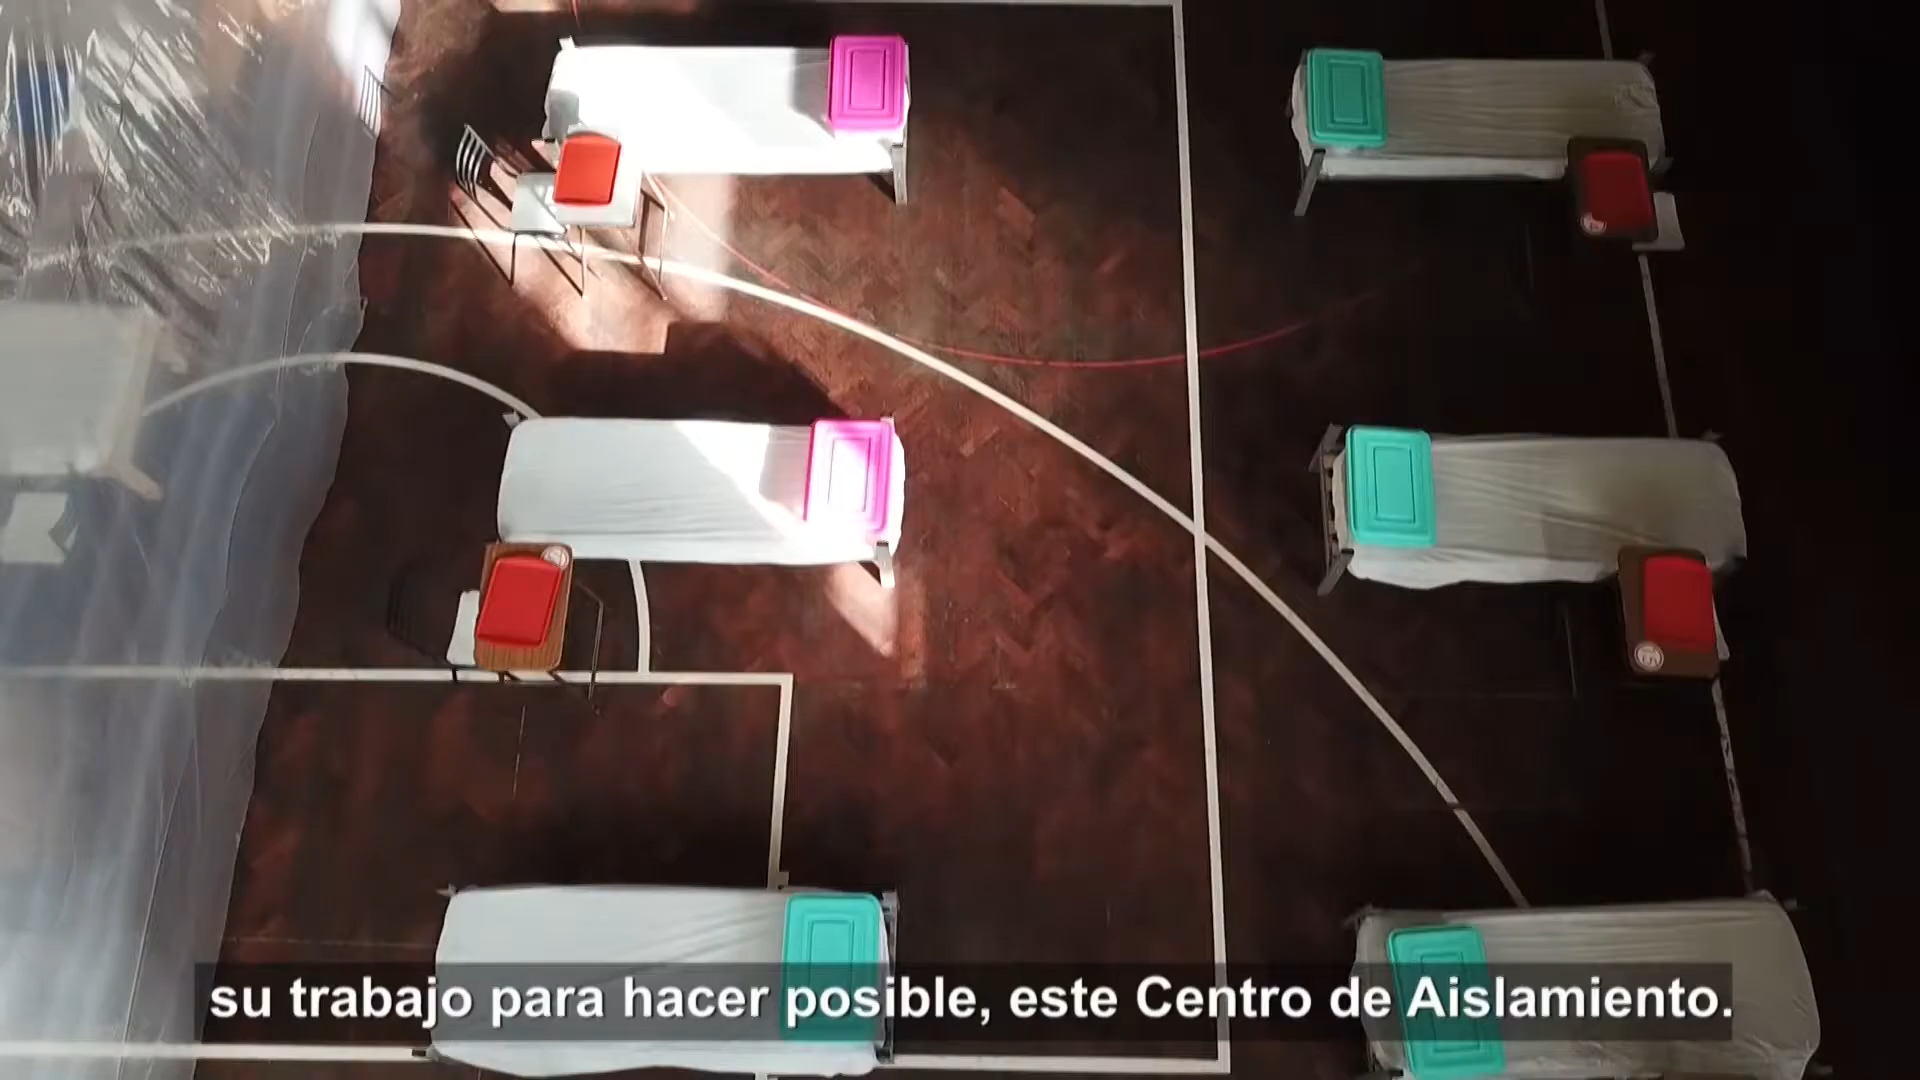 su trabajo para hacer posible, este Centro de Aislamiento.